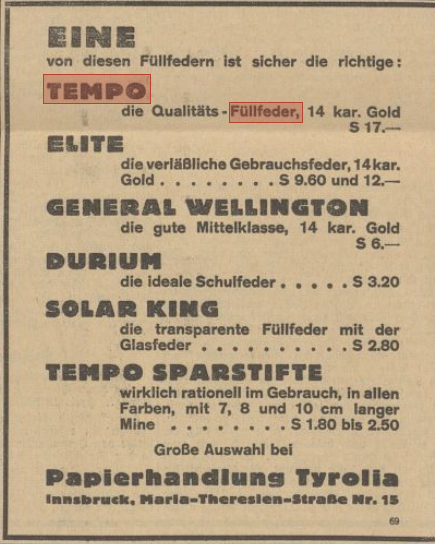 EINE
von diesen Füllfedern ist sicher die richtige:
TEMPO
die Qualitäts-Füllfeder, 14 kar. Gold
S 17.—
ELITE
die verläßliche Gebrauchsfeder, 14 kar.
Gold . . . . . . . . S 9.60 und 12.—
GENERAL WELLINGTON
die gute Mittelklasse, 14 kar. Gold
S 6.—
DURIUM
die ideale Schulfeder . . . . . S 3.20
SOLAR KING
die transparente Füllfeder mit der
Glasfeder . . . . . . . . . . S 2.80
TEMPO SPARSTIFTE
wirklich rationell im Gebrauch, in allen
Farben, mit 7, 8 und 10 cm langer
Mine . . . . . . . . S 1.80 bis 2.50
Große Auswahl bei
Papierhandlung Tyrolia
Innsbruck, Maria-Theresien-Straße Nr. 15
69